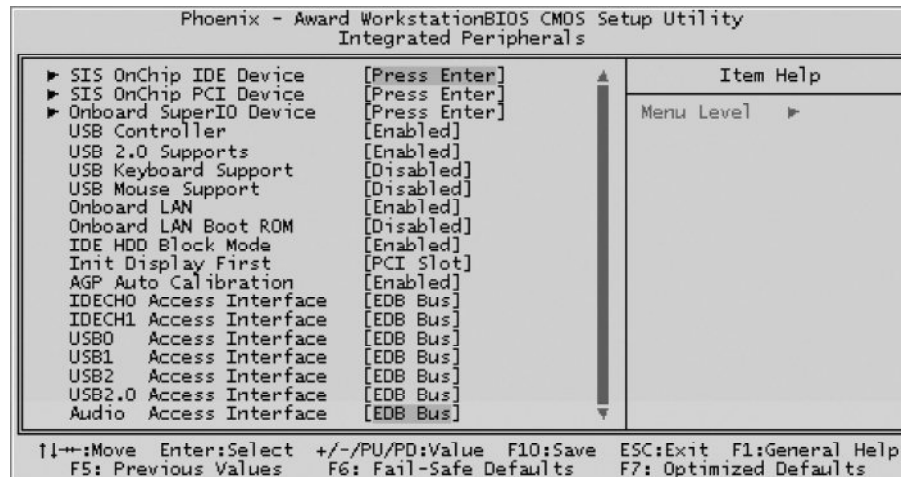 Phoenix - Award WorkstationBIOS CMOS Setup Utility
Integrated Peripherals
► SIS OnChip IDE Device [Press Enter]
► SIS OnChip PCI Device [Press Enter]
► Onboard SuperIO Device [Press Enter]
USB Controller [Enabled]
USB 2.0 Supports [Enabled]
USB Keyboard Support [Disabled]
USB Mouse Support [Disabled]
Onboard LAN [Enabled]
Onboard LAN Boot ROM [Disabled]
IDE HDD Block Mode [Enabled]
Init Display First [PCI Slot]
AGP Auto Calibration [Enabled]
IDECH0 Access Interface [EDB Bus]
IDECH1 Access Interface [EDB Bus]
USB0 Access Interface [EDB Bus]
USB1 Access Interface [EDB Bus]
USB2 Access Interface [EDB Bus]
USB2.0 Access Interface [EDB Bus]
Audio Access Interface [EDB Bus]
Item Help
Menu Level ►
↑↓→←:Move Enter:Select +/-/PU/PD:Value F10:Save ESC:Exit F1:General Help
F5: Previous Values F6: Fail-Safe Defaults F7: Optimized Defaults